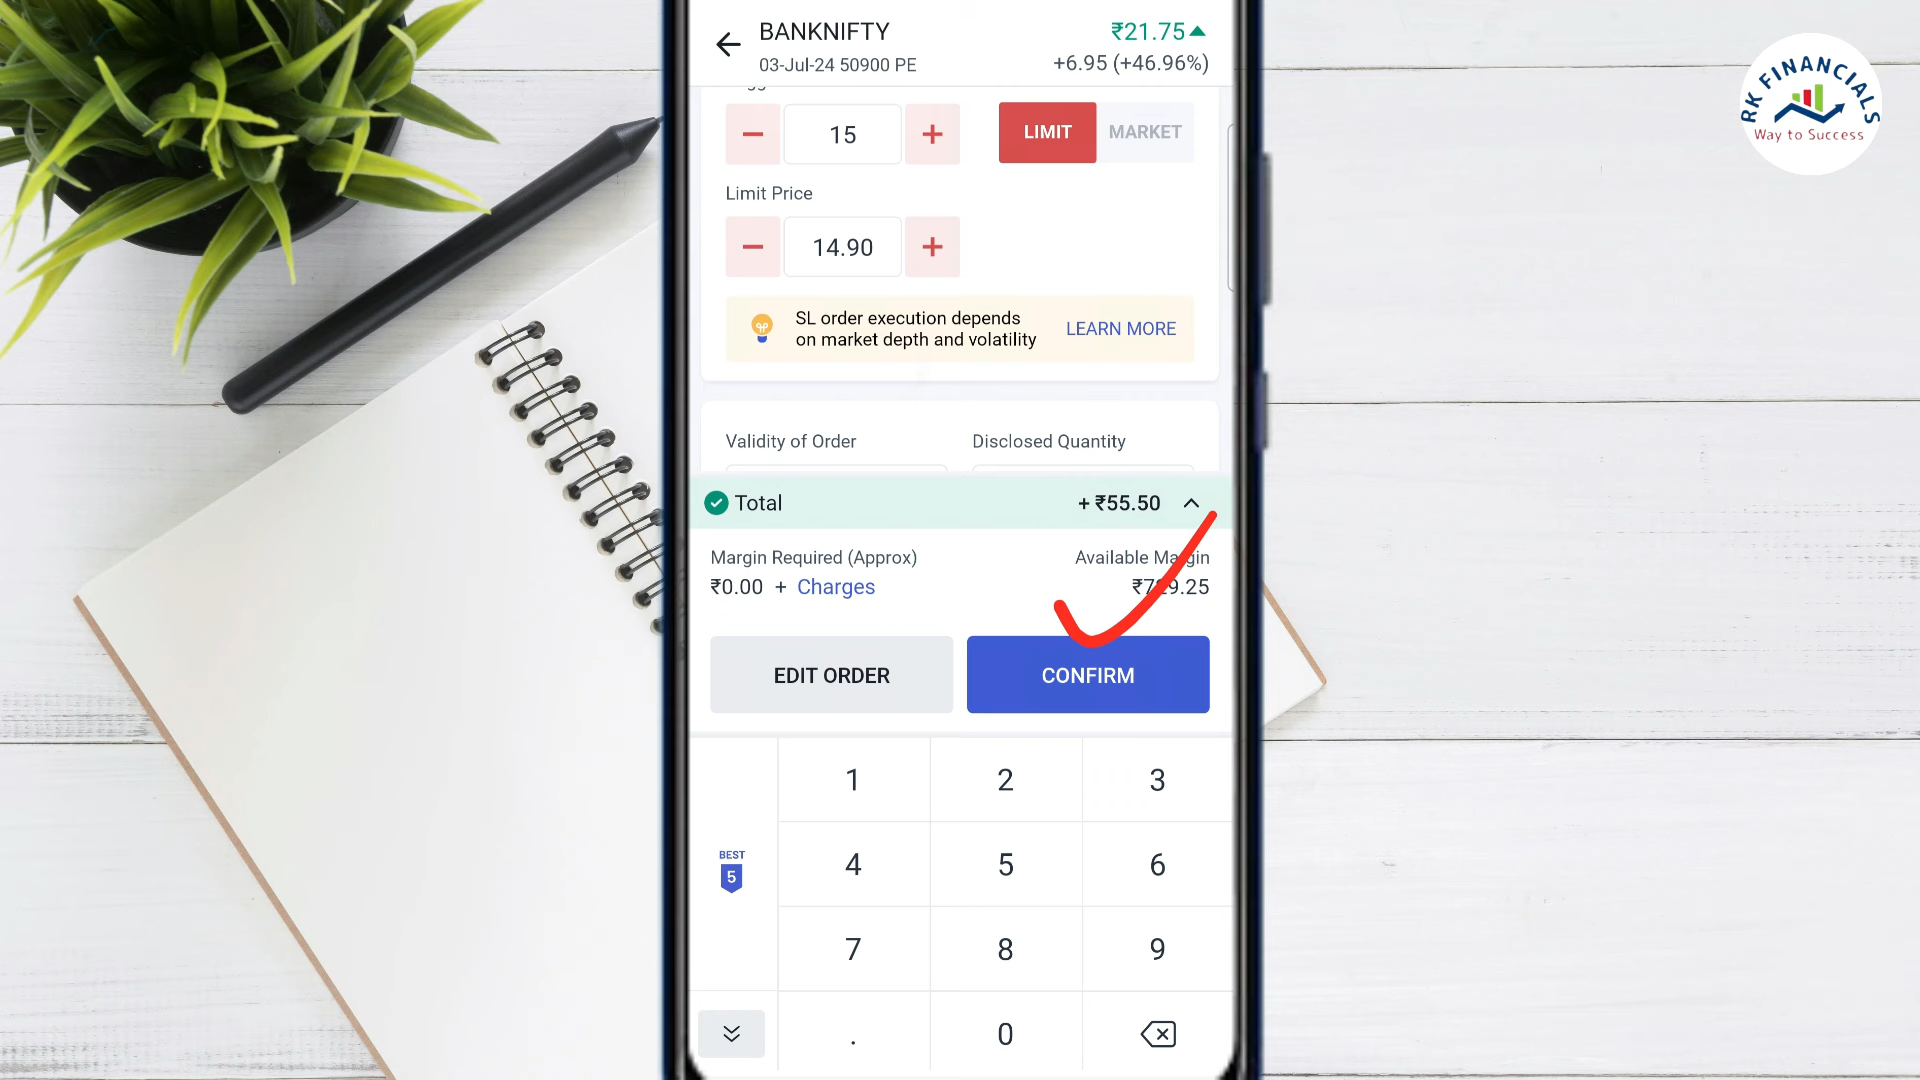 BANKNIFTY
₹21.75
03-Jul-24 50900 PE
+6.95 (+46.96%)
15
LIMIT
MARKET
Limit Price
14.90
SL order execution depends
on market depth and volatility
LEARN MORE
Validity of Order
Disclosed Quantity
Total
+ ₹55.50
Margin Required (Approx)
Available Margin
₹0.00 + Charges
₹729.25
EDIT ORDER
CONFIRM
1
2
3
BEST
5
4
5
6
7
8
9
.
0
RK FINANCIALS
Way to Success